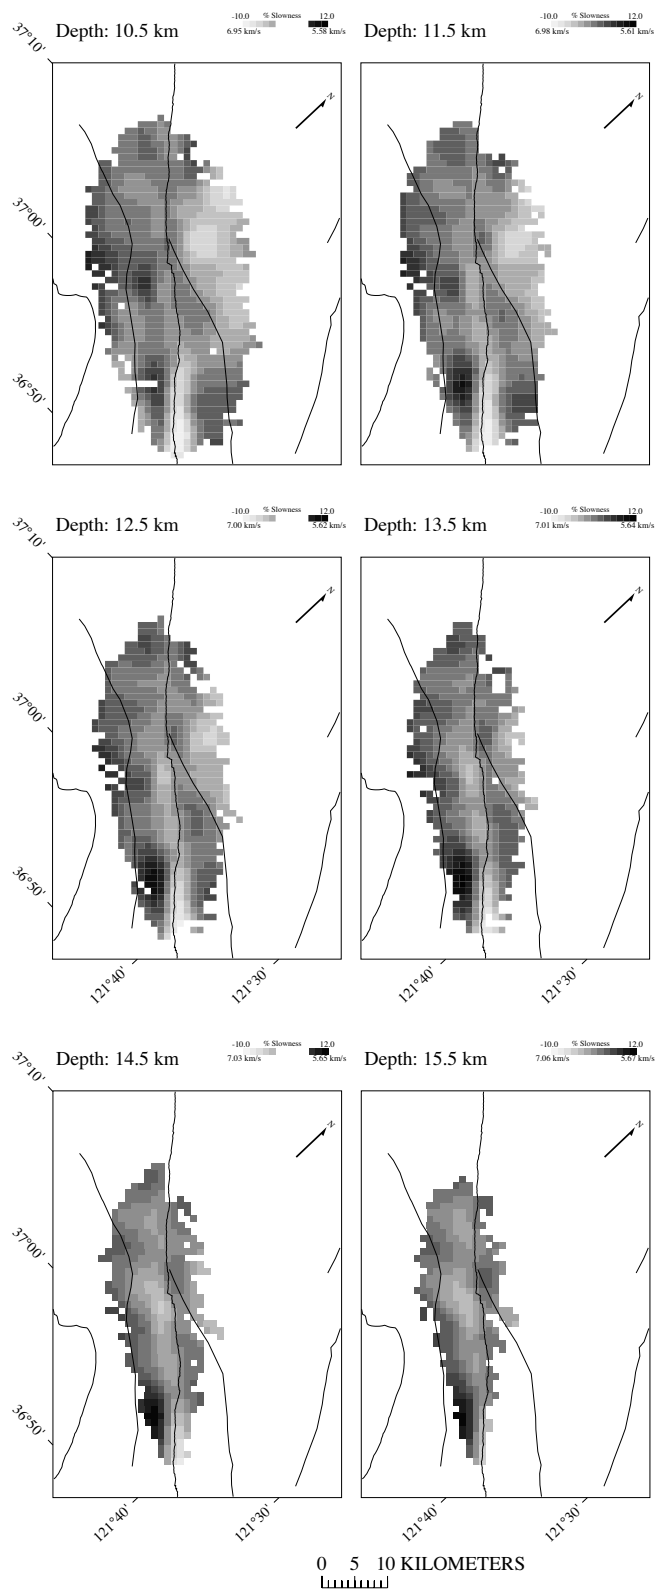 Depth: 10.5 km
-10.0 % Slowness 12.0
6.95 km/s 5.58 km/s
Depth: 11.5 km
-10.0 % Slowness 12.0
6.98 km/s 5.61 km/s
37°10'
N
N
37°00'
36°50'
Depth: 12.5 km
-10.0 % Slowness 12.0
7.00 km/s 5.62 km/s
Depth: 13.5 km
-10.0 % Slowness 12.0
7.01 km/s 5.64 km/s
37°10'
N
N
37°00'
36°50'
121°40' 121°30' 121°40' 121°30'
Depth: 14.5 km
-10.0 % Slowness 12.0
7.03 km/s 5.65 km/s
Depth: 15.5 km
-10.0 % Slowness 12.0
7.06 km/s 5.67 km/s
37°10'
N
N
37°00'
36°50'
121°40' 121°30' 121°40' 121°30'
0 5 10 KILOMETERS